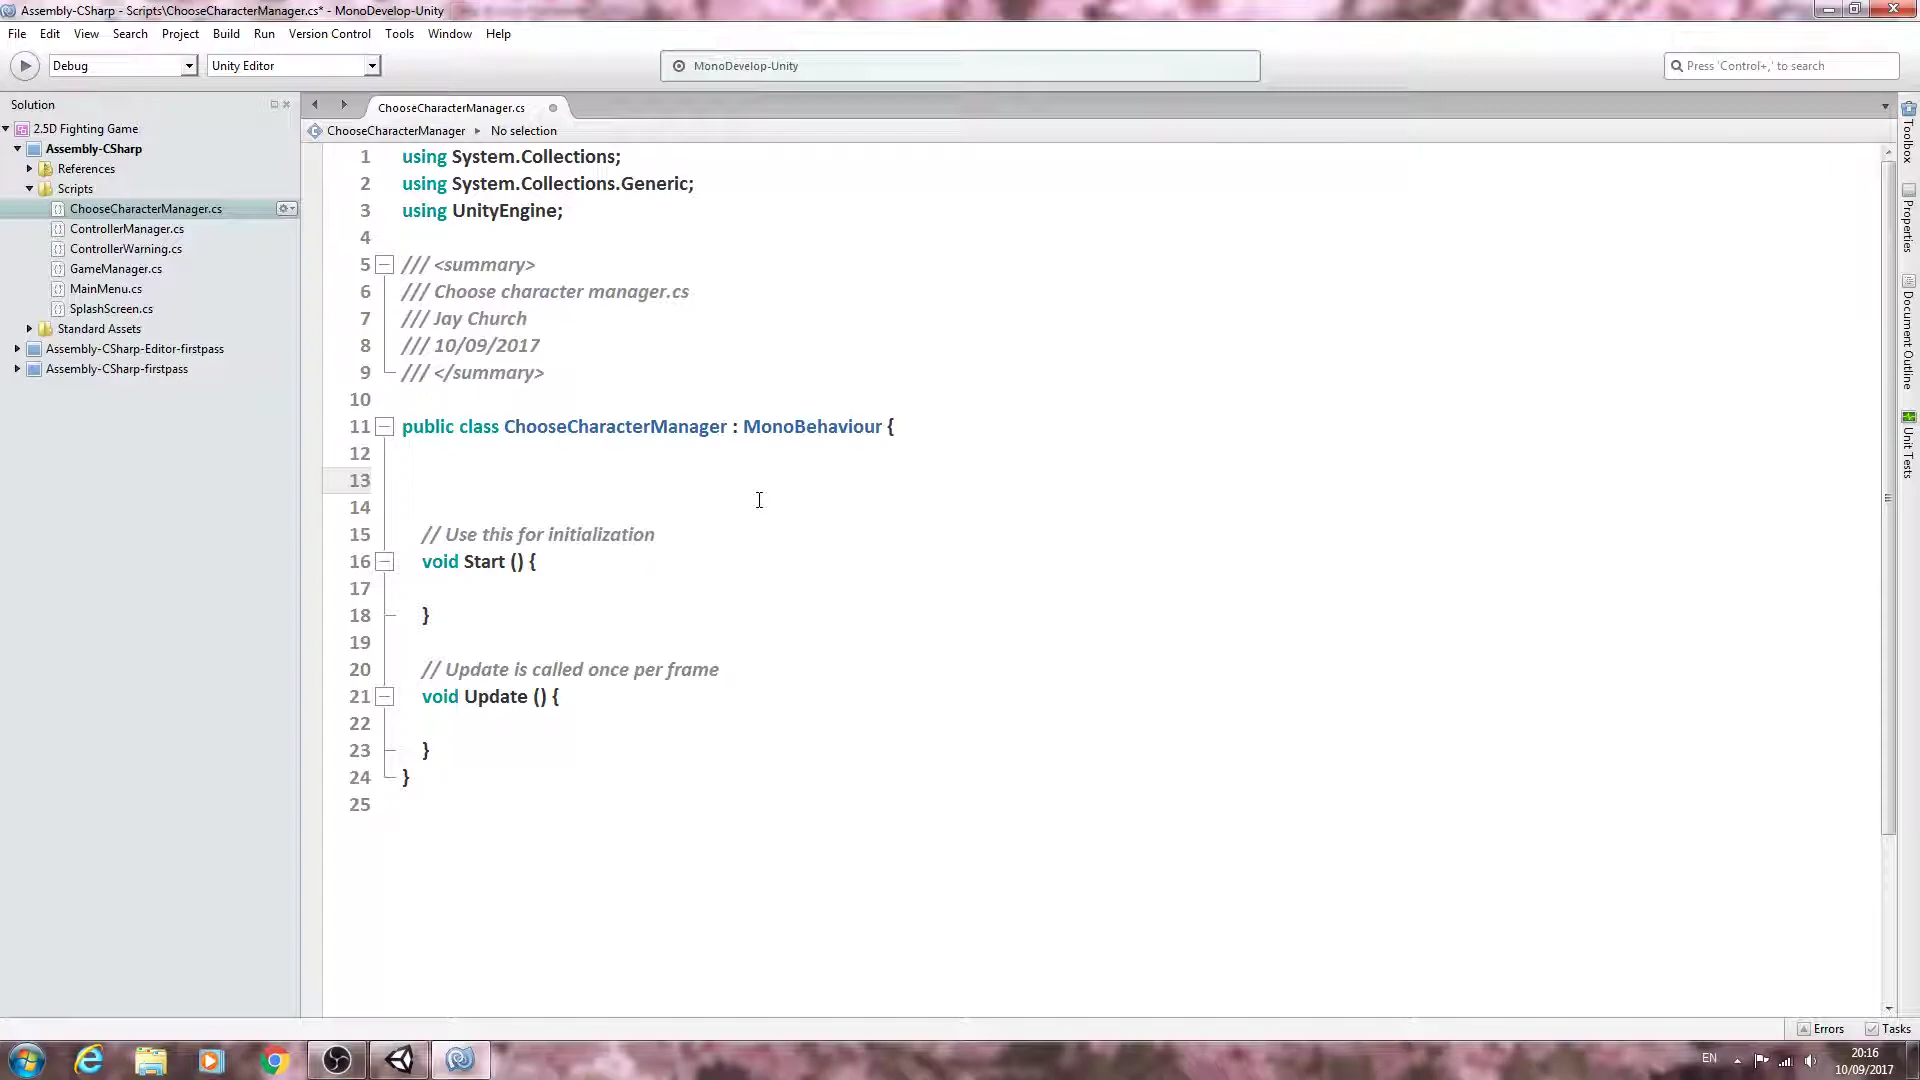 Assembly-CSharp - Scripts\ChooseCharacterManager.cs* - MonoDevelop-Unity
File Edit View Search Project Build Run Version Control Tools Window Help
Debug Unity Editor MonoDevelop-Unity Press 'Control+,' to search
Solution
2.5D Fighting Game
Assembly-CSharp
References
Scripts
ChooseCharacterManager.cs
ControllerManager.cs
ControllerWarning.cs
GameManager.cs
MainMenu.cs
SplashScreen.cs
Standard Assets
Assembly-CSharp-Editor-firstpass
Assembly-CSharp-firstpass
ChooseCharacterManager.cs
ChooseCharacterManager No selection
1 using System.Collections;
2 using System.Collections.Generic;
3 using UnityEngine;
4
5 /// <summary>
6 /// Choose character manager.cs
7 /// Jay Church
8 /// 10/09/2017
9 /// </summary>
10
11 public class ChooseCharacterManager : MonoBehaviour {
12
13
14
15 // Use this for initialization
16 void Start () {
17
18 }
19
20 // Update is called once per frame
21 void Update () {
22
23 }
24 }
25
Toolbox
Properties
Document Outline
Unit Tests
Errors Tasks
EN
20:16
10/09/2017